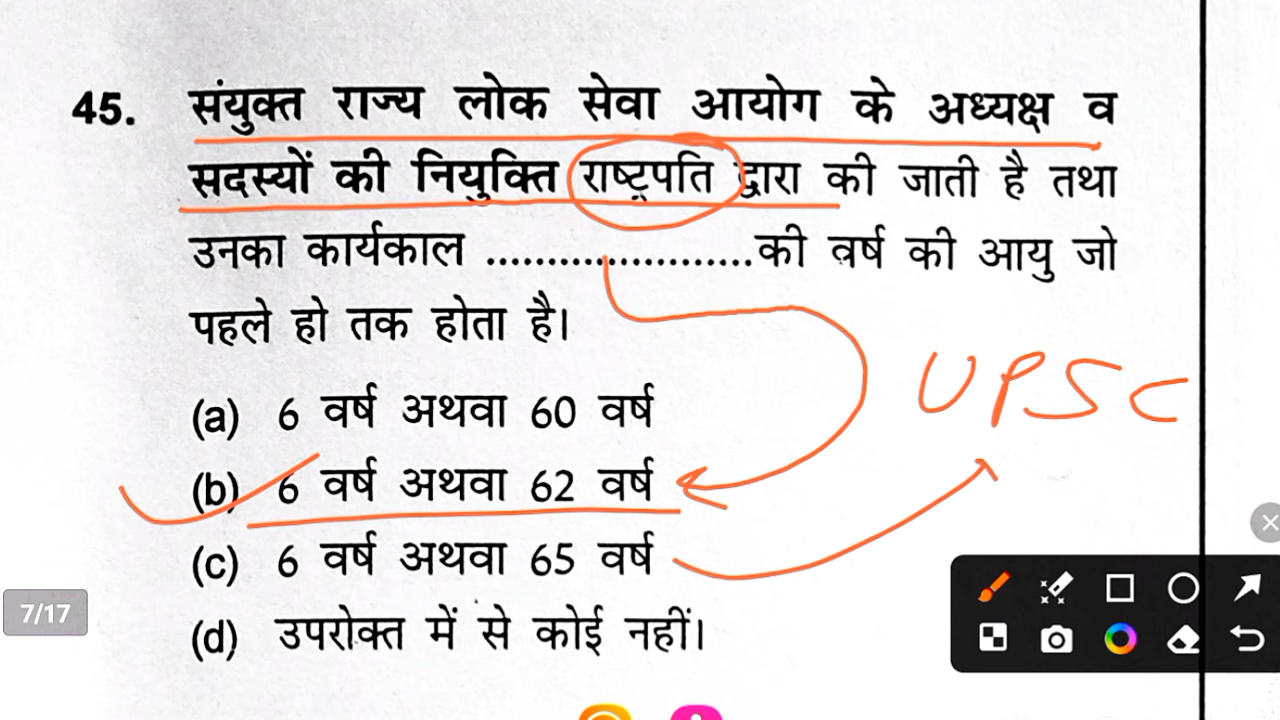 45. संयुक्त राज्य लोक सेवा आयोग के अध्यक्ष व
सदस्यों की नियुक्ति राष्ट्रपति द्वारा की जाती है तथा
उनका कार्यकाल ......................की वर्ष की आयु जो
पहले हो तक होता है।
(a) 6 वर्ष अथवा 60 वर्ष
UPSC
(b) 6 वर्ष अथवा 62 वर्ष
(c) 6 वर्ष अथवा 65 वर्ष
7/17
(d) उपरोक्त में से कोई नहीं।